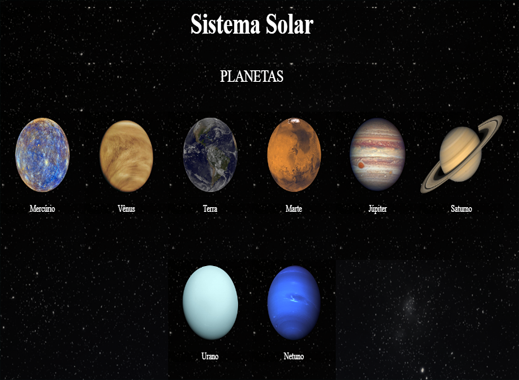 Sistema Solar
PLANETAS
Mercúrio Vênus Terra Marte Júpiter Saturno
Urano Netuno